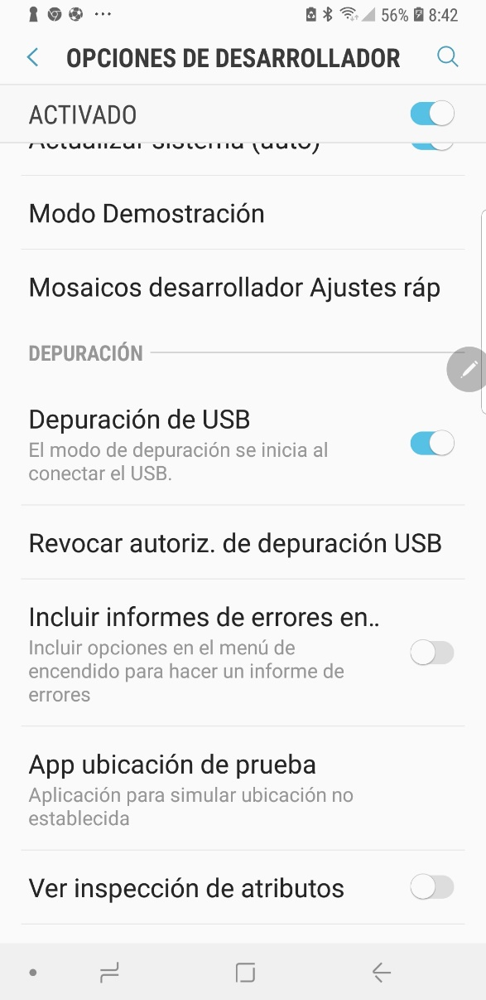 56% 8:42
OPCIONES DE DESARROLLADOR
ACTIVADO
Actualizar sistema (auto)
Modo Demostración
Mosaicos desarrollador Ajustes ráp
DEPURACIÓN
Depuración de USB
El modo de depuración se inicia al
conectar el USB.
Revocar autoriz. de depuración USB
Incluir informes de errores en..
Incluir opciones en el menú de
encendido para hacer un informe de
errores
App ubicación de prueba
Aplicación para simular ubicación no
establecida
Ver inspección de atributos